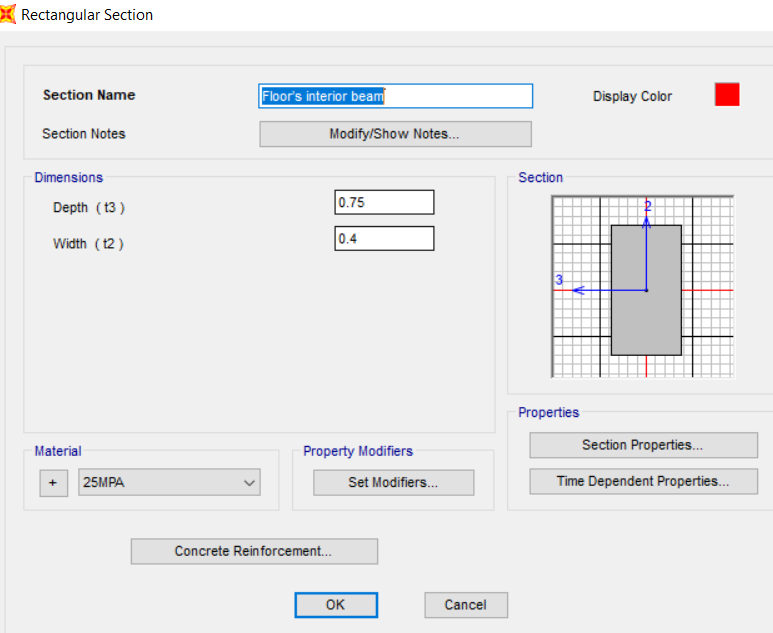 Rectangular Section
Section Name
Floor's interior beam
Display Color
Section Notes
Modify/Show Notes...
Dimensions
Depth ( t3 )
0.75
Width ( t2 )
0.4
Section
2
3
Properties
Section Properties...
Time Dependent Properties...
Material
+
25MPA
Property Modifiers
Set Modifiers...
Concrete Reinforcement...
OK
Cancel